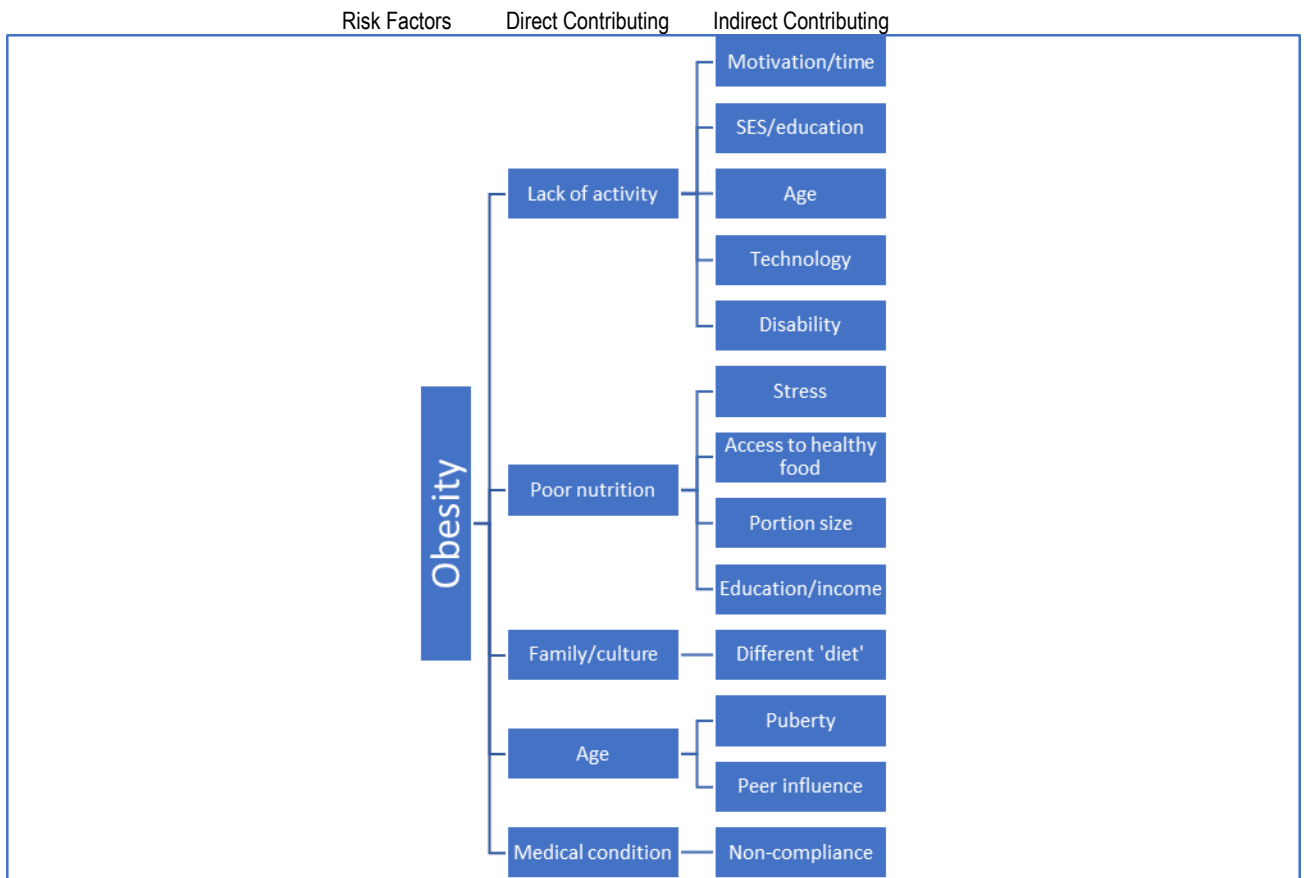 Risk Factors Direct Contributing Indirect Contributing
Motivation/time
SES/education
Lack of activity
Age
Technology
Disability
Stress
Access to healthy
food
Obesity
Poor nutrition
Portion size
Education/income
Family/culture
Different 'diet'
Puberty
Age
Peer influence
Medical condition
Non-compliance